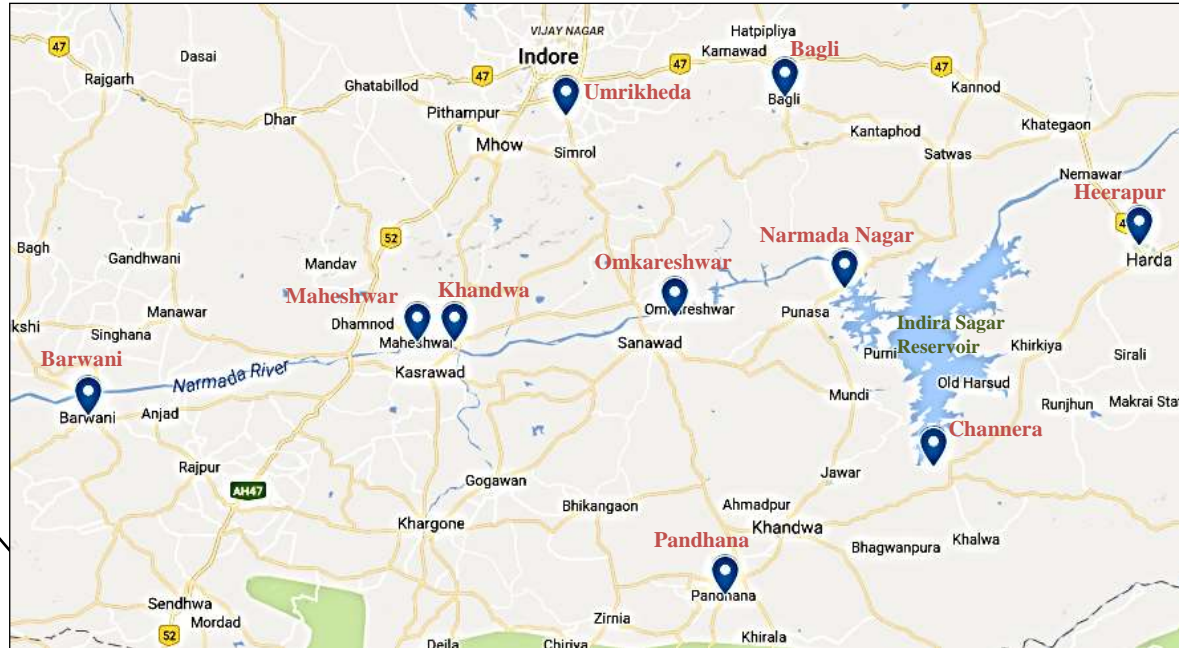 VIJAY NAGAR
Hatpipliya
Dasai
47
Indore
Karnawad
Bagli
47
47
47
Rajgarh
Ghatabillod
Umrikheda
Bagli
Kannod
Dhar
Pithampur
Khategaon
Mhow
Simrol
Kantaphod
Satwas
Nemawar
Heerapur
52
Narmada Nagar
4
Bagh
Gandhwani
Mandav
Omkareshwar
Harda
Maheshwar
Khandwa
Omkareshwar
Manawar
Dhamnod
Punasa
Indira Sagar
Reservoir
kshi
Singhana
Maheshwar
Sanawad
Purni
Khirkiya
Sirali
Barwani
Narmada River
Kasrawad
Old Harsud
Mundi
Runjhun
Makrai Stat
Barwani
Anjad
Channera
Rajpur
Gogawan
Jawar
AH47
Bhikangaon
Ahmadpur
Khargone
Khandwa
Pandhana
Bhagwanpura
Khalwa
Pandhana
Sendhwa
Zirnia
52
Mordad
Khirala
Dejla
Chiriya